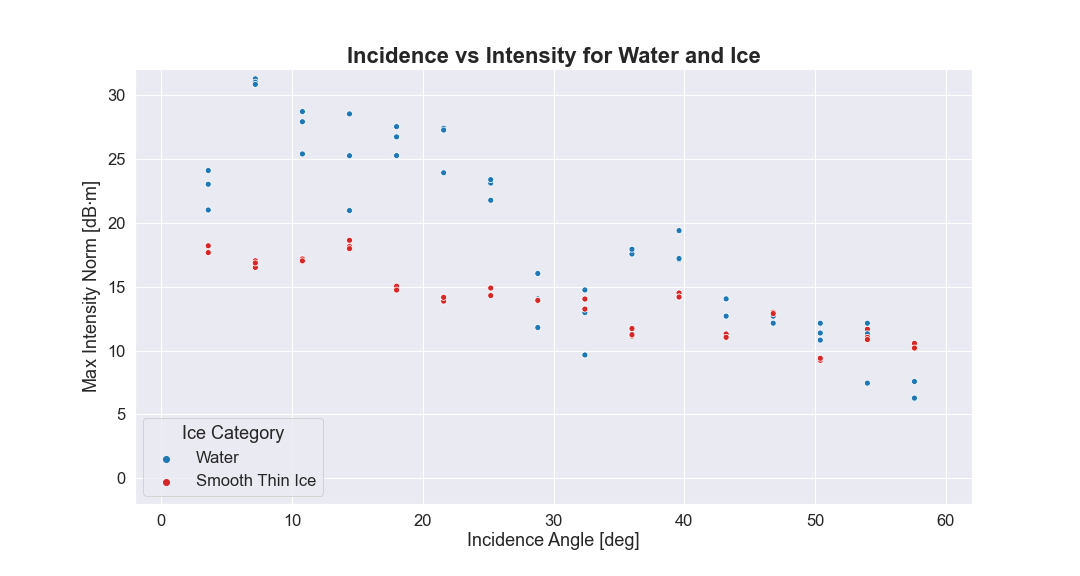 Incidence vs Intensity for Water and Ice
Max Intensity Norm [dB·m]
30
25
20
15
10
5
0
Ice Category
Water
Smooth Thin Ice
0 10 20 30 40 50 60
Incidence Angle [deg]